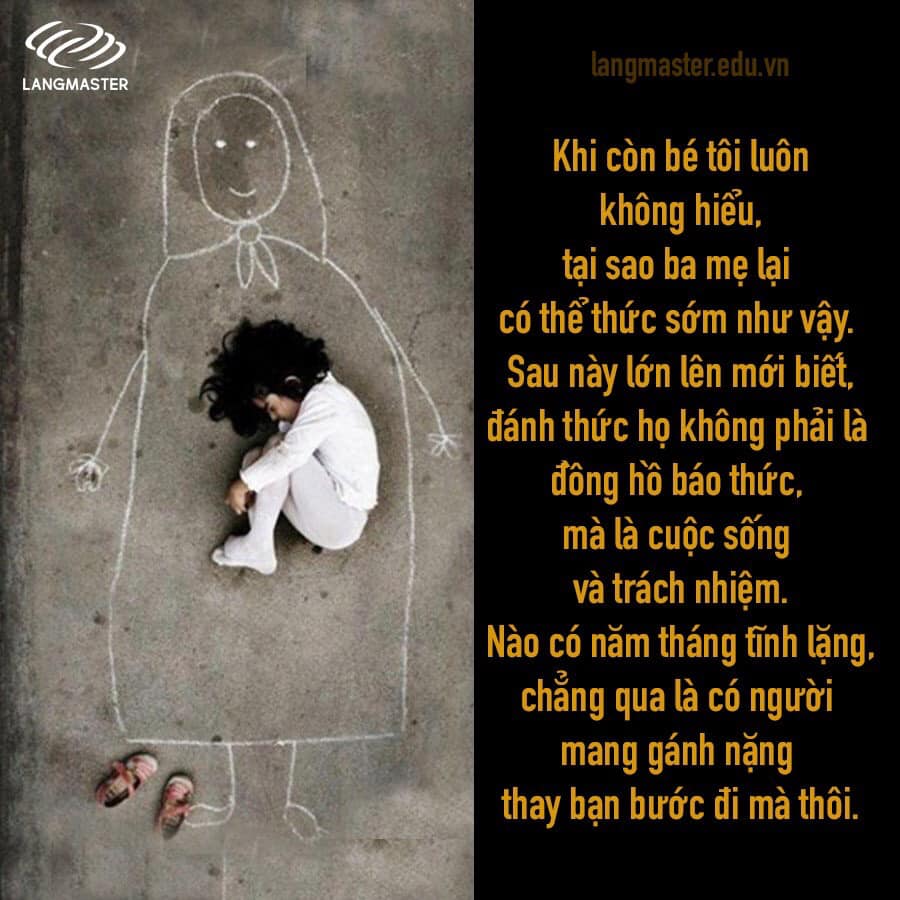 LANGMASTER
langmaster.edu.vn
Khi còn bé tôi luôn
không hiểu,
tại sao ba mẹ lại
có thể thức sớm như vậy.
Sau này lớn lên mới biết,
đánh thức họ không phải là
đông hồ báo thức,
mà là cuộc sống
và trách nhiệm.
Nào có năm tháng tĩnh lặng,
chẳng qua là có người
mang gánh nặng
thay bạn bước đi mà thôi.